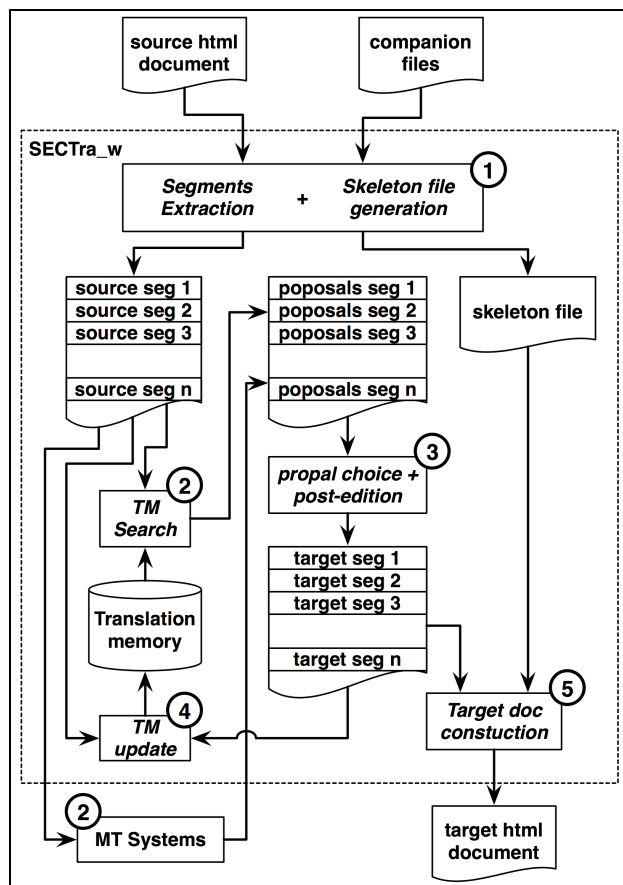 source html
document
companion
files
SECTra_w
1
Segments
Extraction
+
Skeleton file
generation
source seg 1
source seg 2
source seg 3
source seg n
poposals seg 1
poposals seg 2
poposals seg 3
poposals seg n
skeleton file
2
TM
Search
3
propal choice +
post-edition
Translation
memory
target seg 1
target seg 2
target seg 3
target seg n
4
TM
update
5
Target doc
constuction
2
MT Systems
target html
document